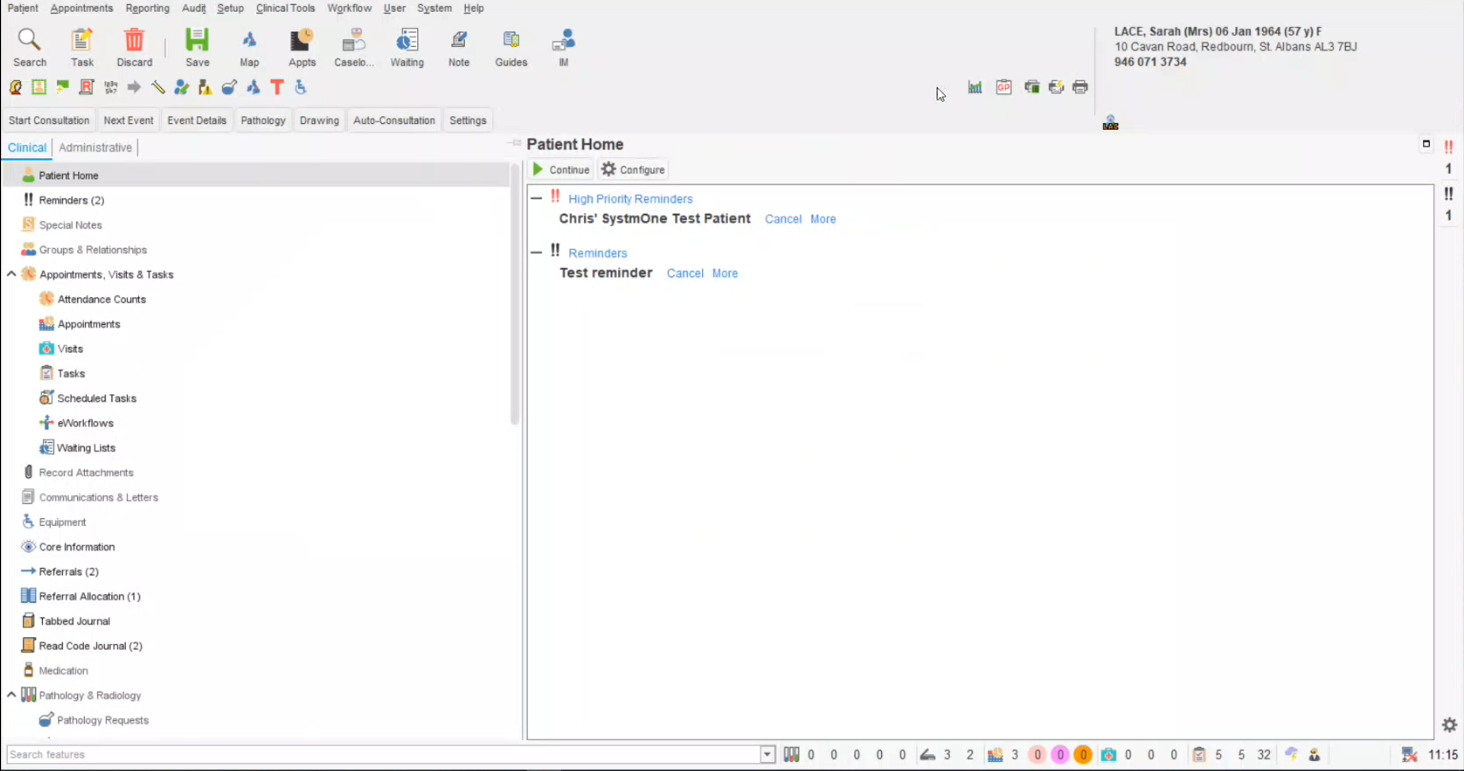 Patient Appointments Reporting Audit Setup Clinical Tools Workflow User System Help
Search Task Discard Save Map Appts Caselo... Waiting Note Guides IM
LACE, Sarah (Mrs) 06 Jan 1964 (57 y) F
10 Cavan Road, Redbourn, St. Albans AL3 7BJ
946 071 3734
GP
Start Consultation Next Event Event Details Pathology Drawing Auto-Consultation Settings
Clinical Administrative
Patient Home
Reminders (2)
Special Notes
Groups & Relationships
Appointments, Visits & Tasks
Attendance Counts
Appointments
Visits
Tasks
Scheduled Tasks
eWorkflows
Waiting Lists
Record Attachments
Communications & Letters
Equipment
Core Information
Referrals (2)
Referral Allocation (1)
Tabbed Journal
Read Code Journal (2)
Medication
Pathology & Radiology
Pathology Requests
Patient Home
Continue Configure
High Priority Reminders
Chris' SystmOne Test Patient Cancel More
Reminders
Test reminder Cancel More
!!
1
!!
1
Search features
0 0 0 0 0 3 2 3 0 0 0 0 0 0 5 5 32 11:15